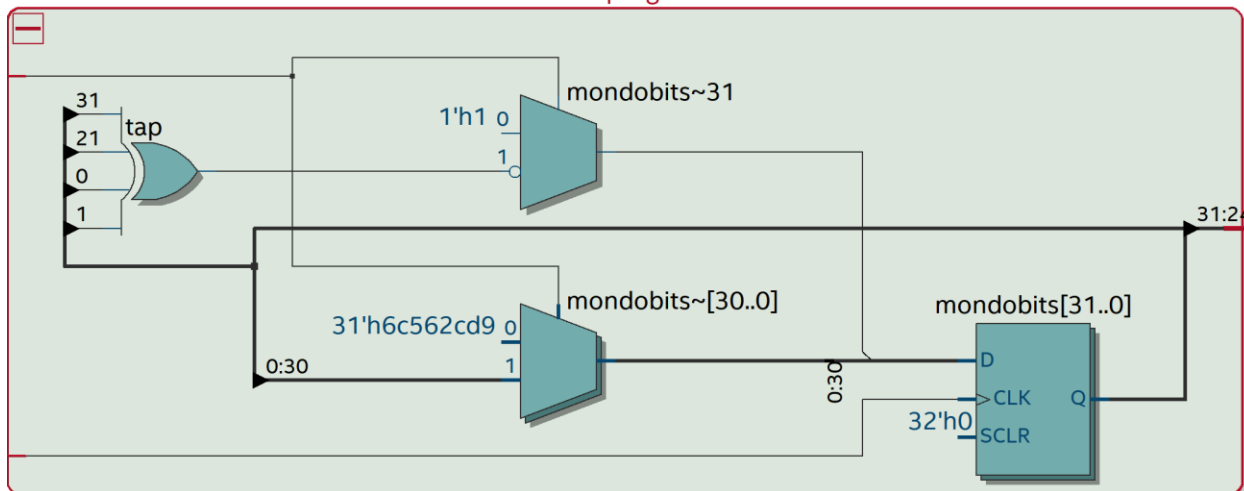 mondobits~31
1'h1 0
1
31
tap
21
0
1
31:24
mondobits~[30..0]
31'h6c562cd9 0
1
0:30
mondobits[31..0]
0:30
D
CLK Q
32'h0
SCLR